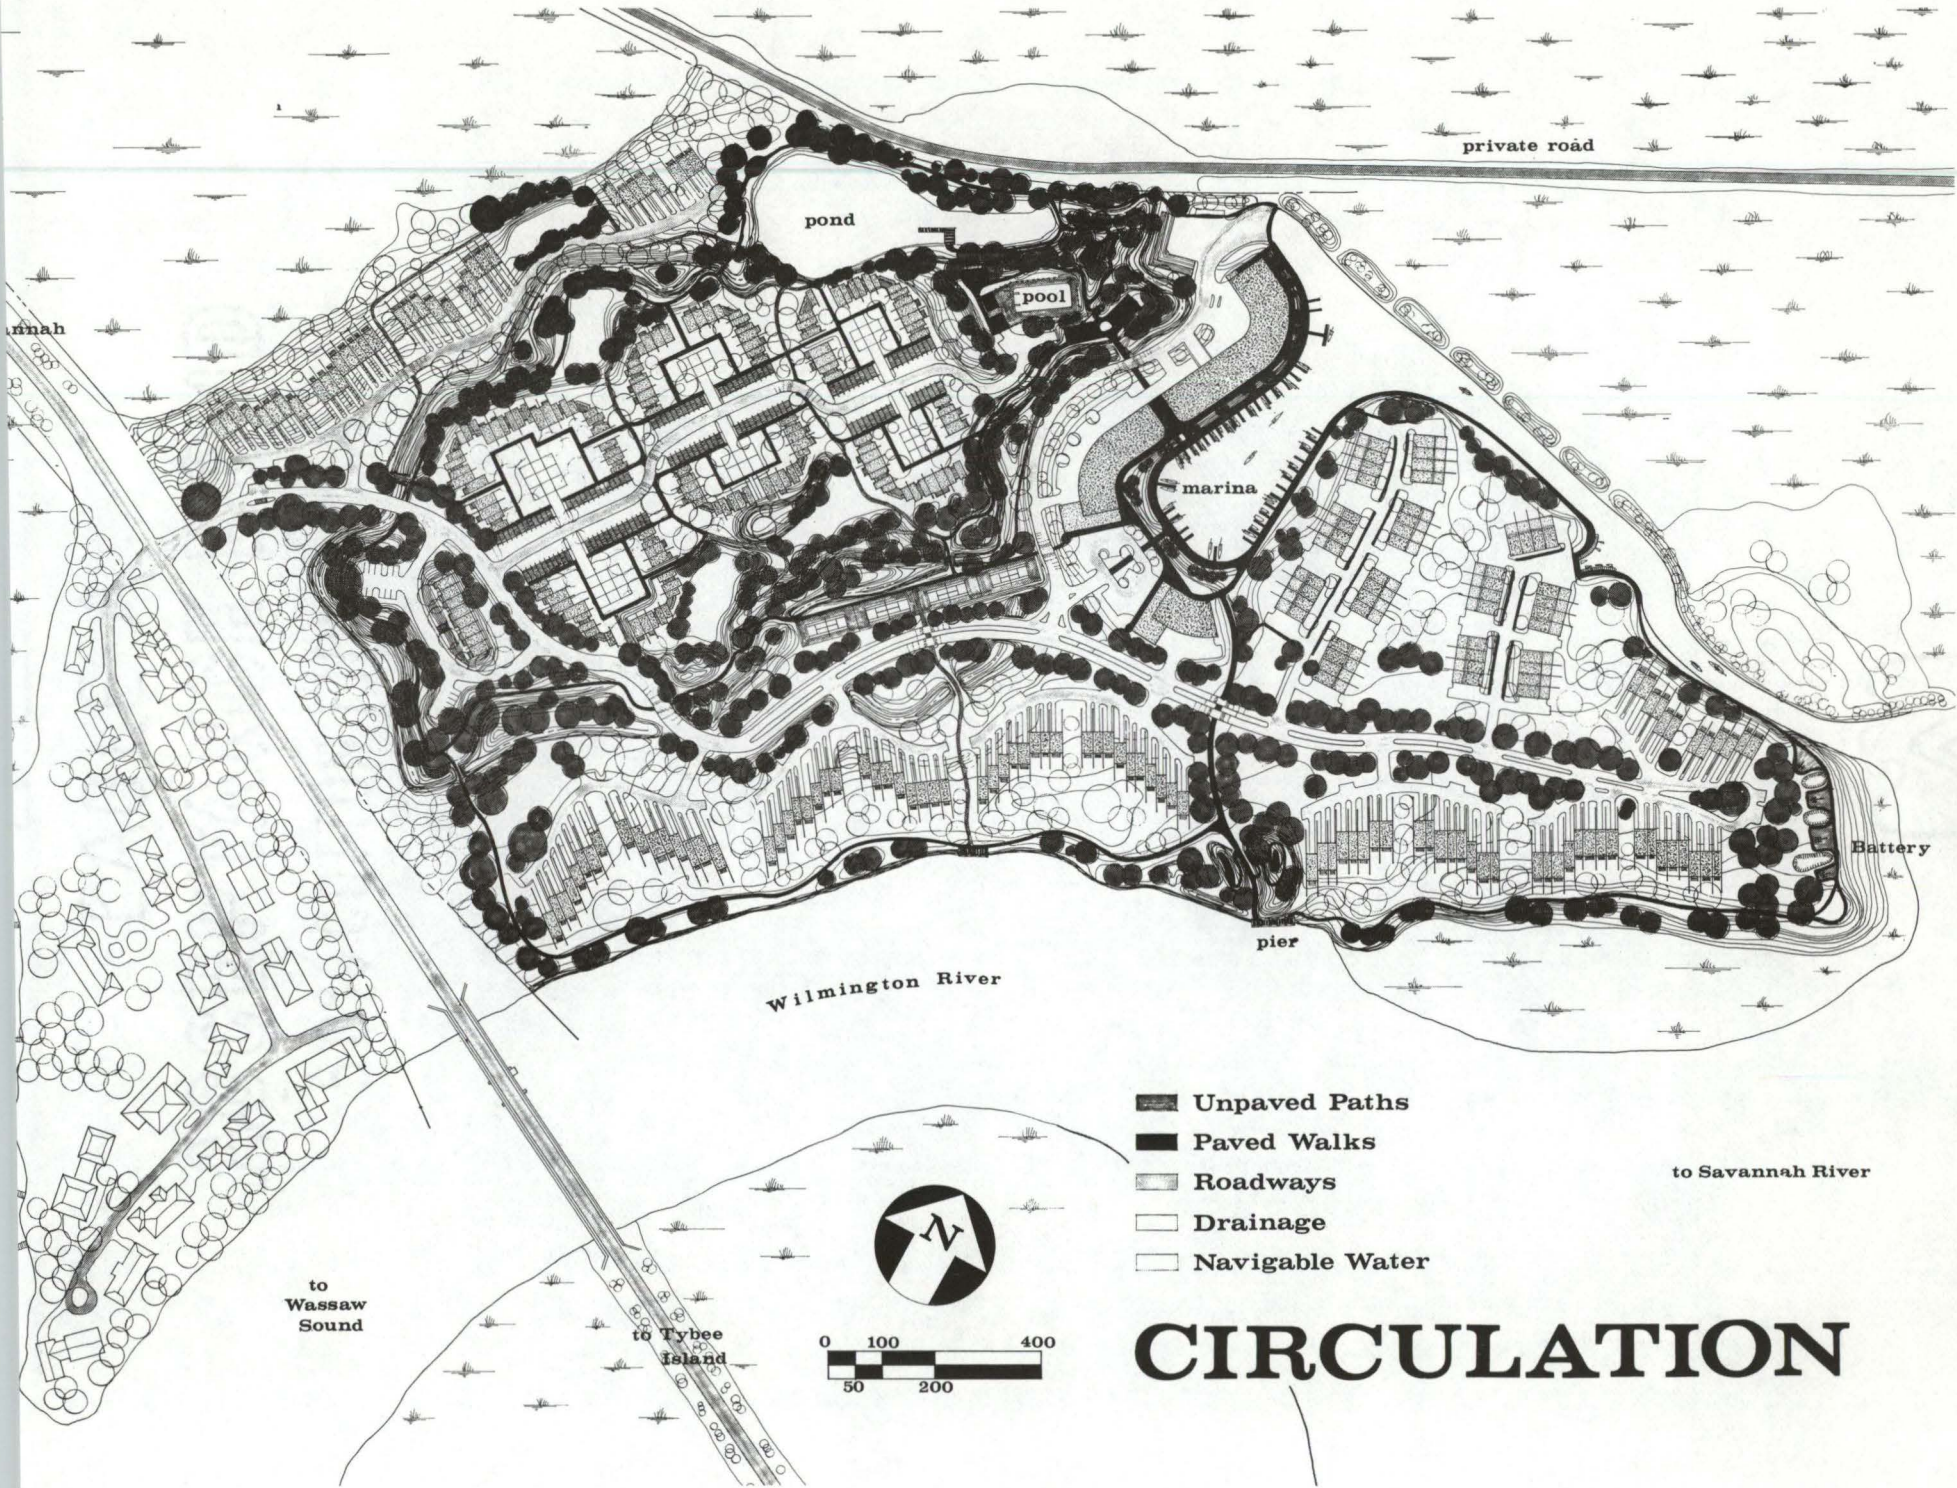 private road
pond
pool
marina
Battery
pier
Wilmington River
Unpaved Paths
Paved Walks
Roadways
Drainage
Navigable Water
to Savannah River
N
to
Wassaw
Sound
to Tybee
Island
0 100 400
50 200
CIRCULATION